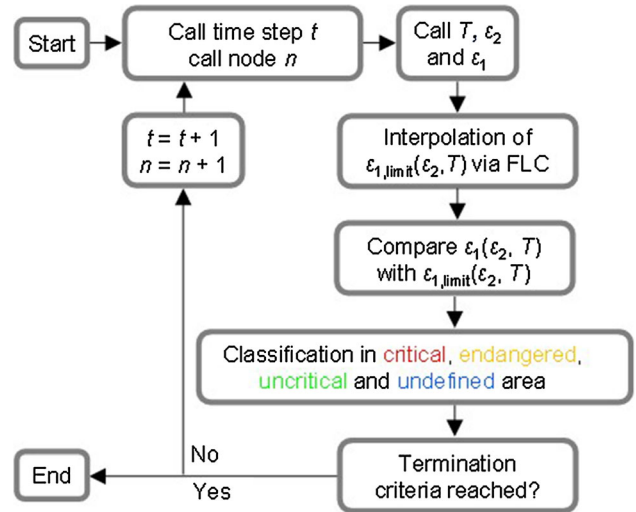 Start
Call time step t
call node n
Call T, ε2
and ε1
t = t + 1
n = n + 1
Interpolation of
ε1,limit(ε2, T) via FLC
Compare ε1(ε2, T)
with ε1,limit(ε2, T)
Classification in critical, endangered,
uncritical and undefined area
Termination
criteria reached?
No
Yes
End